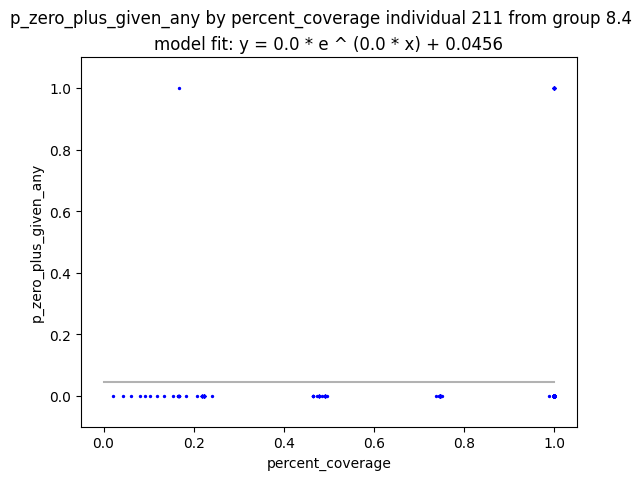 p_zero_plus_given_any by percent_coverage individual 211 from group 8.4
model fit: y = 0.0 * e ^ (0.0 * x) + 0.0456
1.0
0.8
0.6
0.4
0.2
0.0
p_zero_plus_given_any
0.0 0.2 0.4 0.6 0.8 1.0
percent_coverage